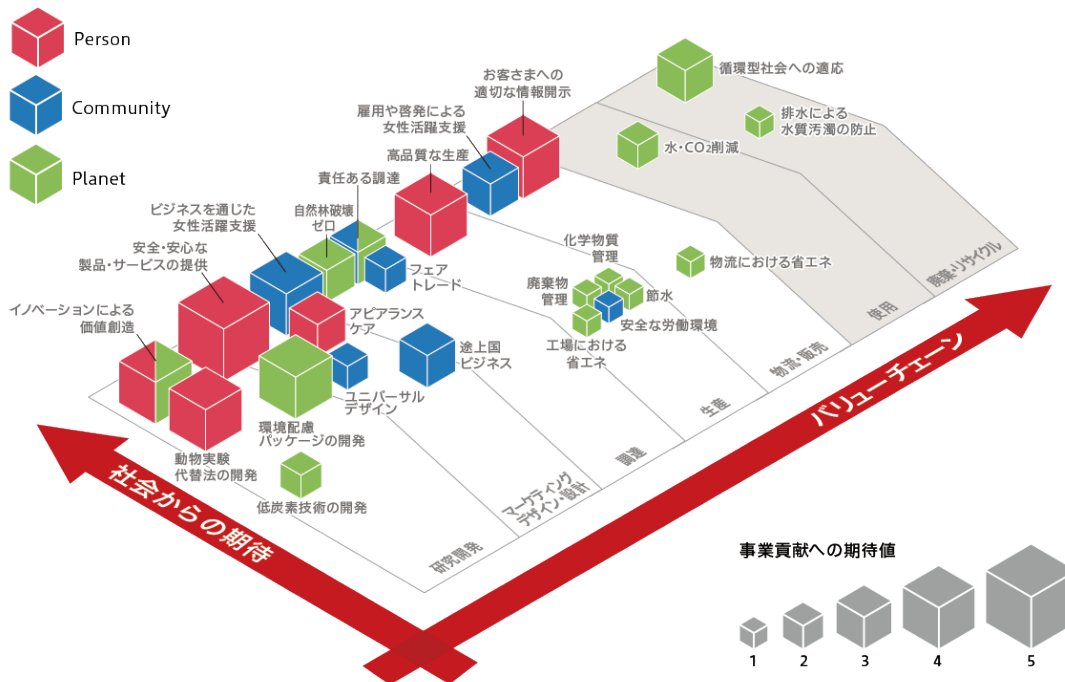 Person
Community
Planet
循環型社会への適応
排水による
水質汚濁の防止
水・CO₂削減
お客さまへの
適切な情報開示
雇用や啓発による
女性活躍支援
高品質な生産
責任ある調達
自然林破壊
ゼロ
ビジネスを通じた
女性活躍支援
安全・安心な
製品・サービスの提供
イノベーションによる
価値創造
フェア
トレード
アピアランス
ケア
途上国
ビジネス
ユニバーサル
デザイン
環境配慮
パッケージの開発
動物実験
代替法の開発
低炭素技術の開発
化学物質
管理
廃棄物
管理
節水
安全な労働環境
工場における
省エネ
物流における省エネ
研究開発
マーケティング
デザイン・設計
調達
生産
物流・販売
使用
廃棄・リサイクル
社会からの期待
バリューチェーン
事業貢献への期待値
1
2
3
4
5